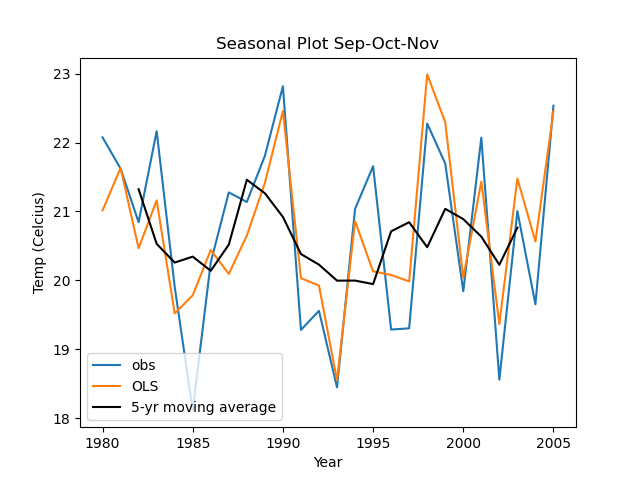 Seasonal Plot Sep-Oct-Nov
Temp (Celcius)
23
22
21
20
19
18
obs
OLS
5-yr moving average
1980 1985 1990 1995 2000 2005
Year